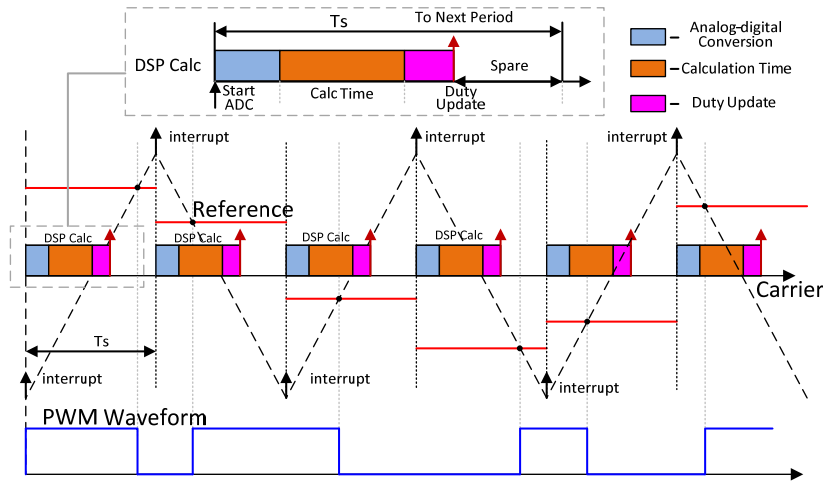 Ts
To Next Period
DSP Calc
Spare
Start
ADC
Calc Time
Duty
Update
Analog-digital
Conversion
Calculation Time
Duty Update
interrupt
interrupt
interrupt
Reference
DSP Calc
DSP Calc
DSP Calc
DSP Calc
Carrier
Ts
interrupt
interrupt
interrupt
PWM Waveform